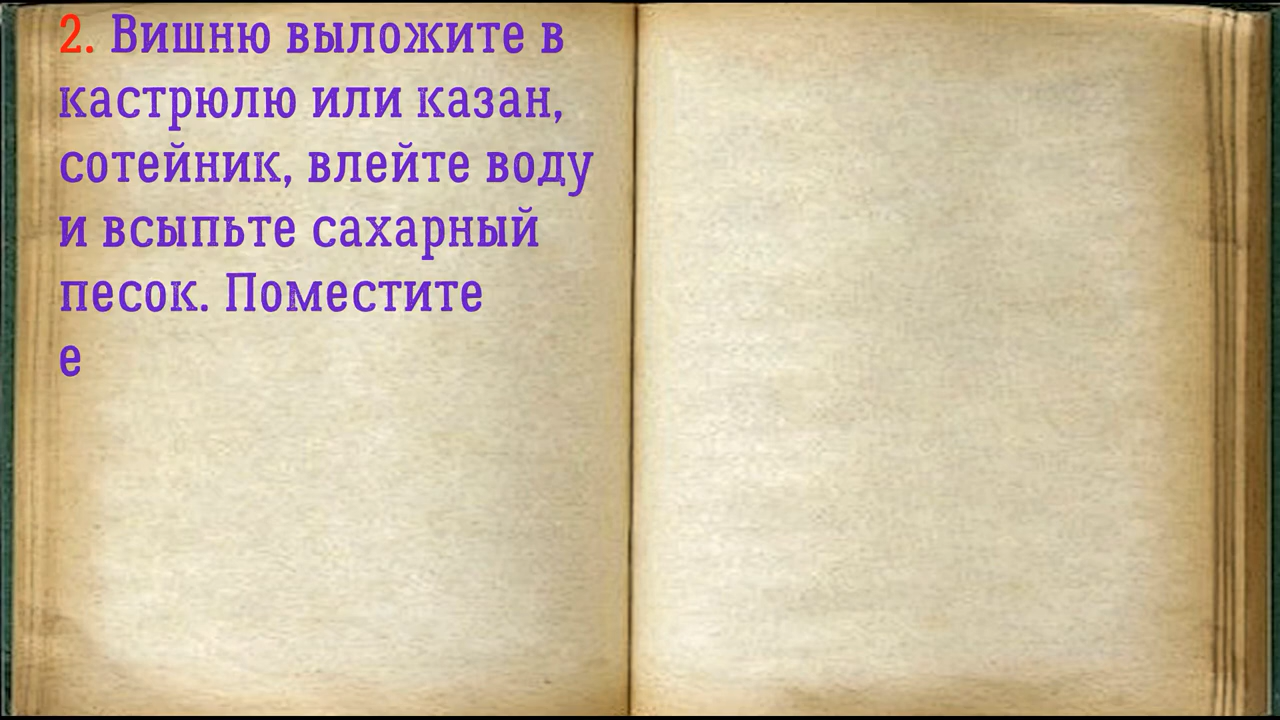 2. Вишню выложите в
кастрюлю или казан,
сотейник, влейте воду
и всыпьте сахарный
песок. Поместите
е